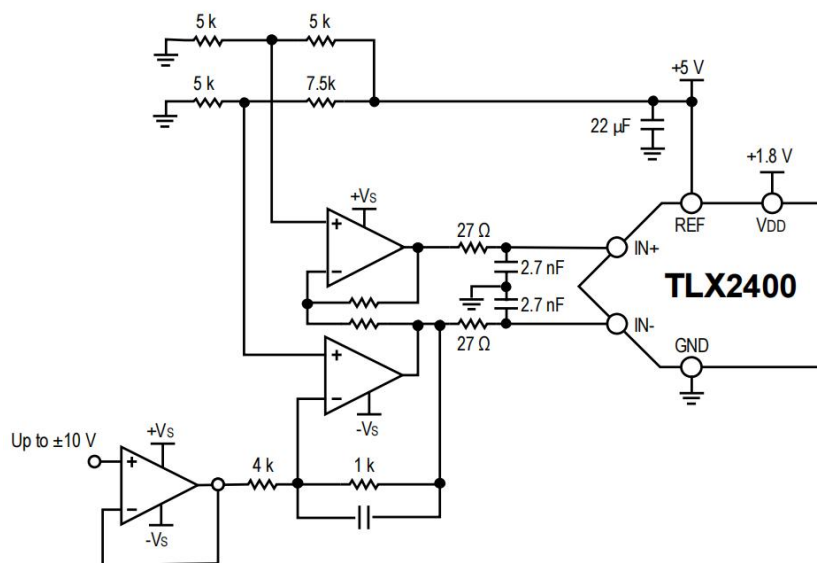 5 k
5 k
5 k
7.5k
+5 V
22 µF
+1.8 V
+VS
+
−
27 Ω
IN+
REF
VDD
2.7 nF
TLX2400
2.7 nF
27 Ω
IN-
GND
+
−
-VS
Up to ±10 V
+VS
+
−
-VS
4 k
1 k